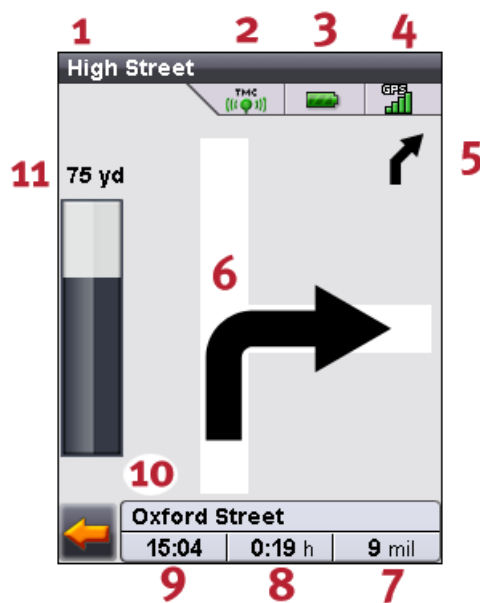 1 2 3 4
High Street
TMC GPS
5
11 75 yd
6
10
Oxford Street
15:04 0:19 h 9 mil
9 8 7